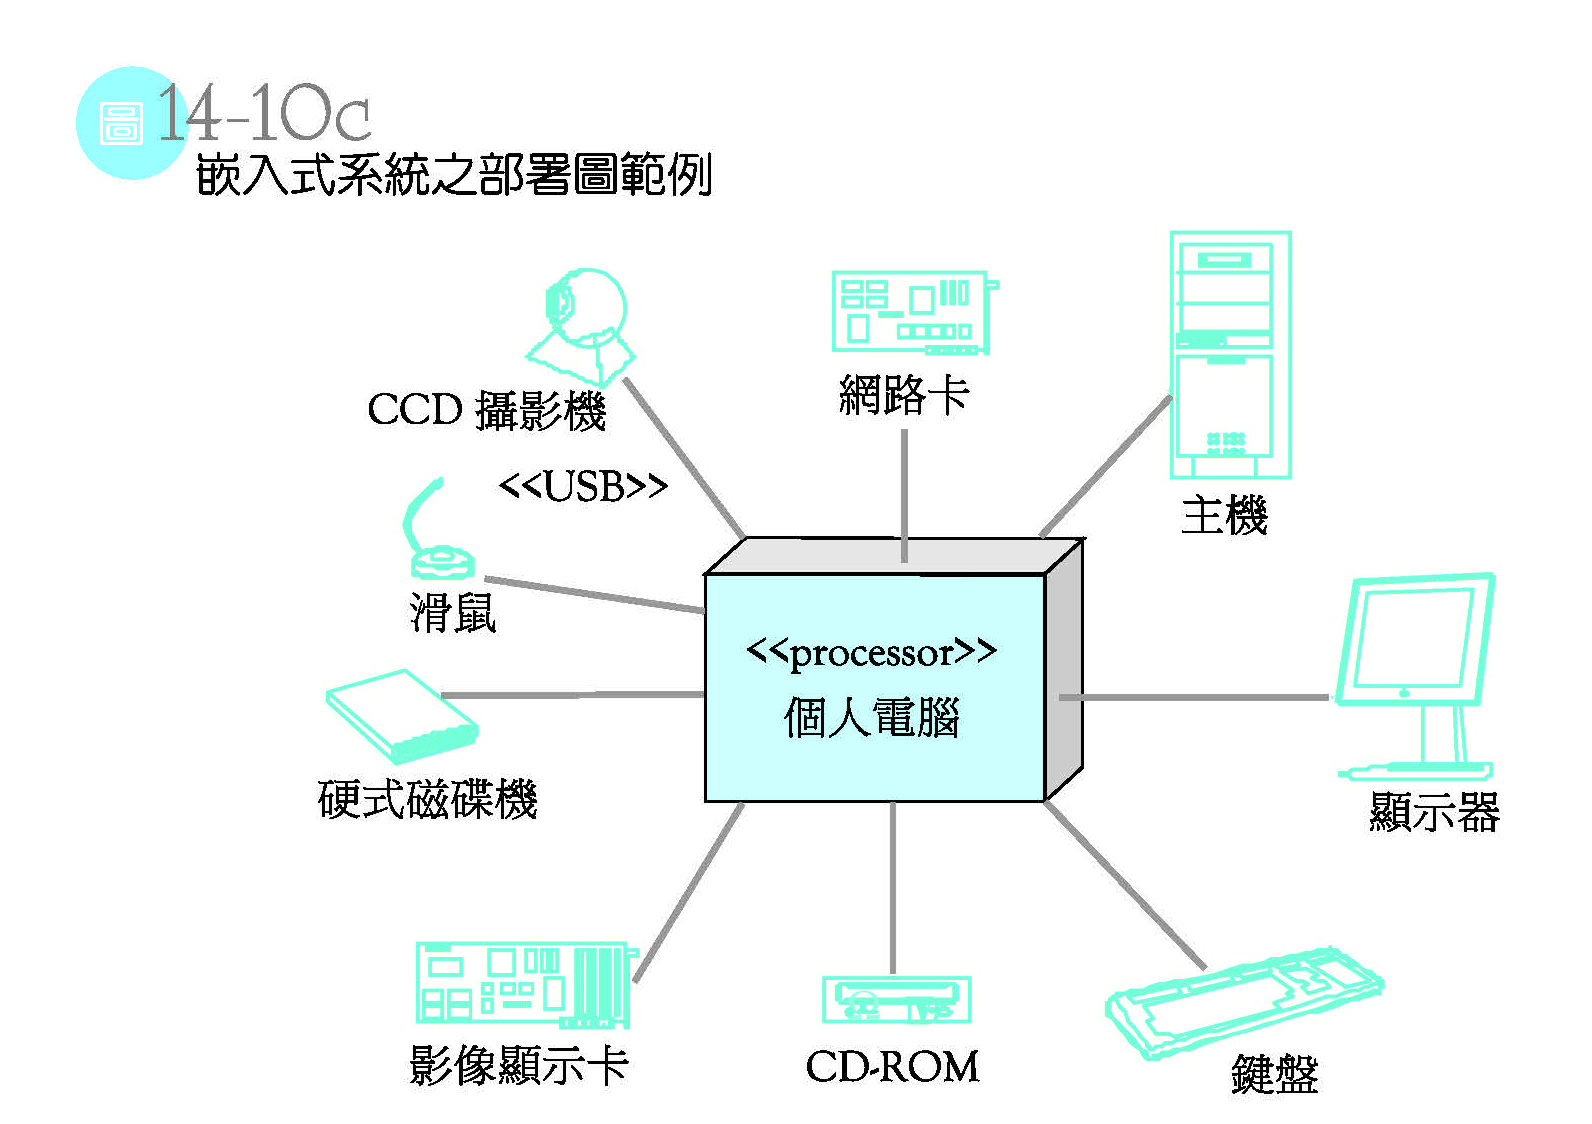 圖14-10c
嵌入式系統之部署圖範例
CCD 攝影機
網路卡
主機
<<USB>>
滑鼠
<<processor>>
個人電腦
硬式磁碟機
顯示器
影像顯示卡
CD-ROM
鍵盤